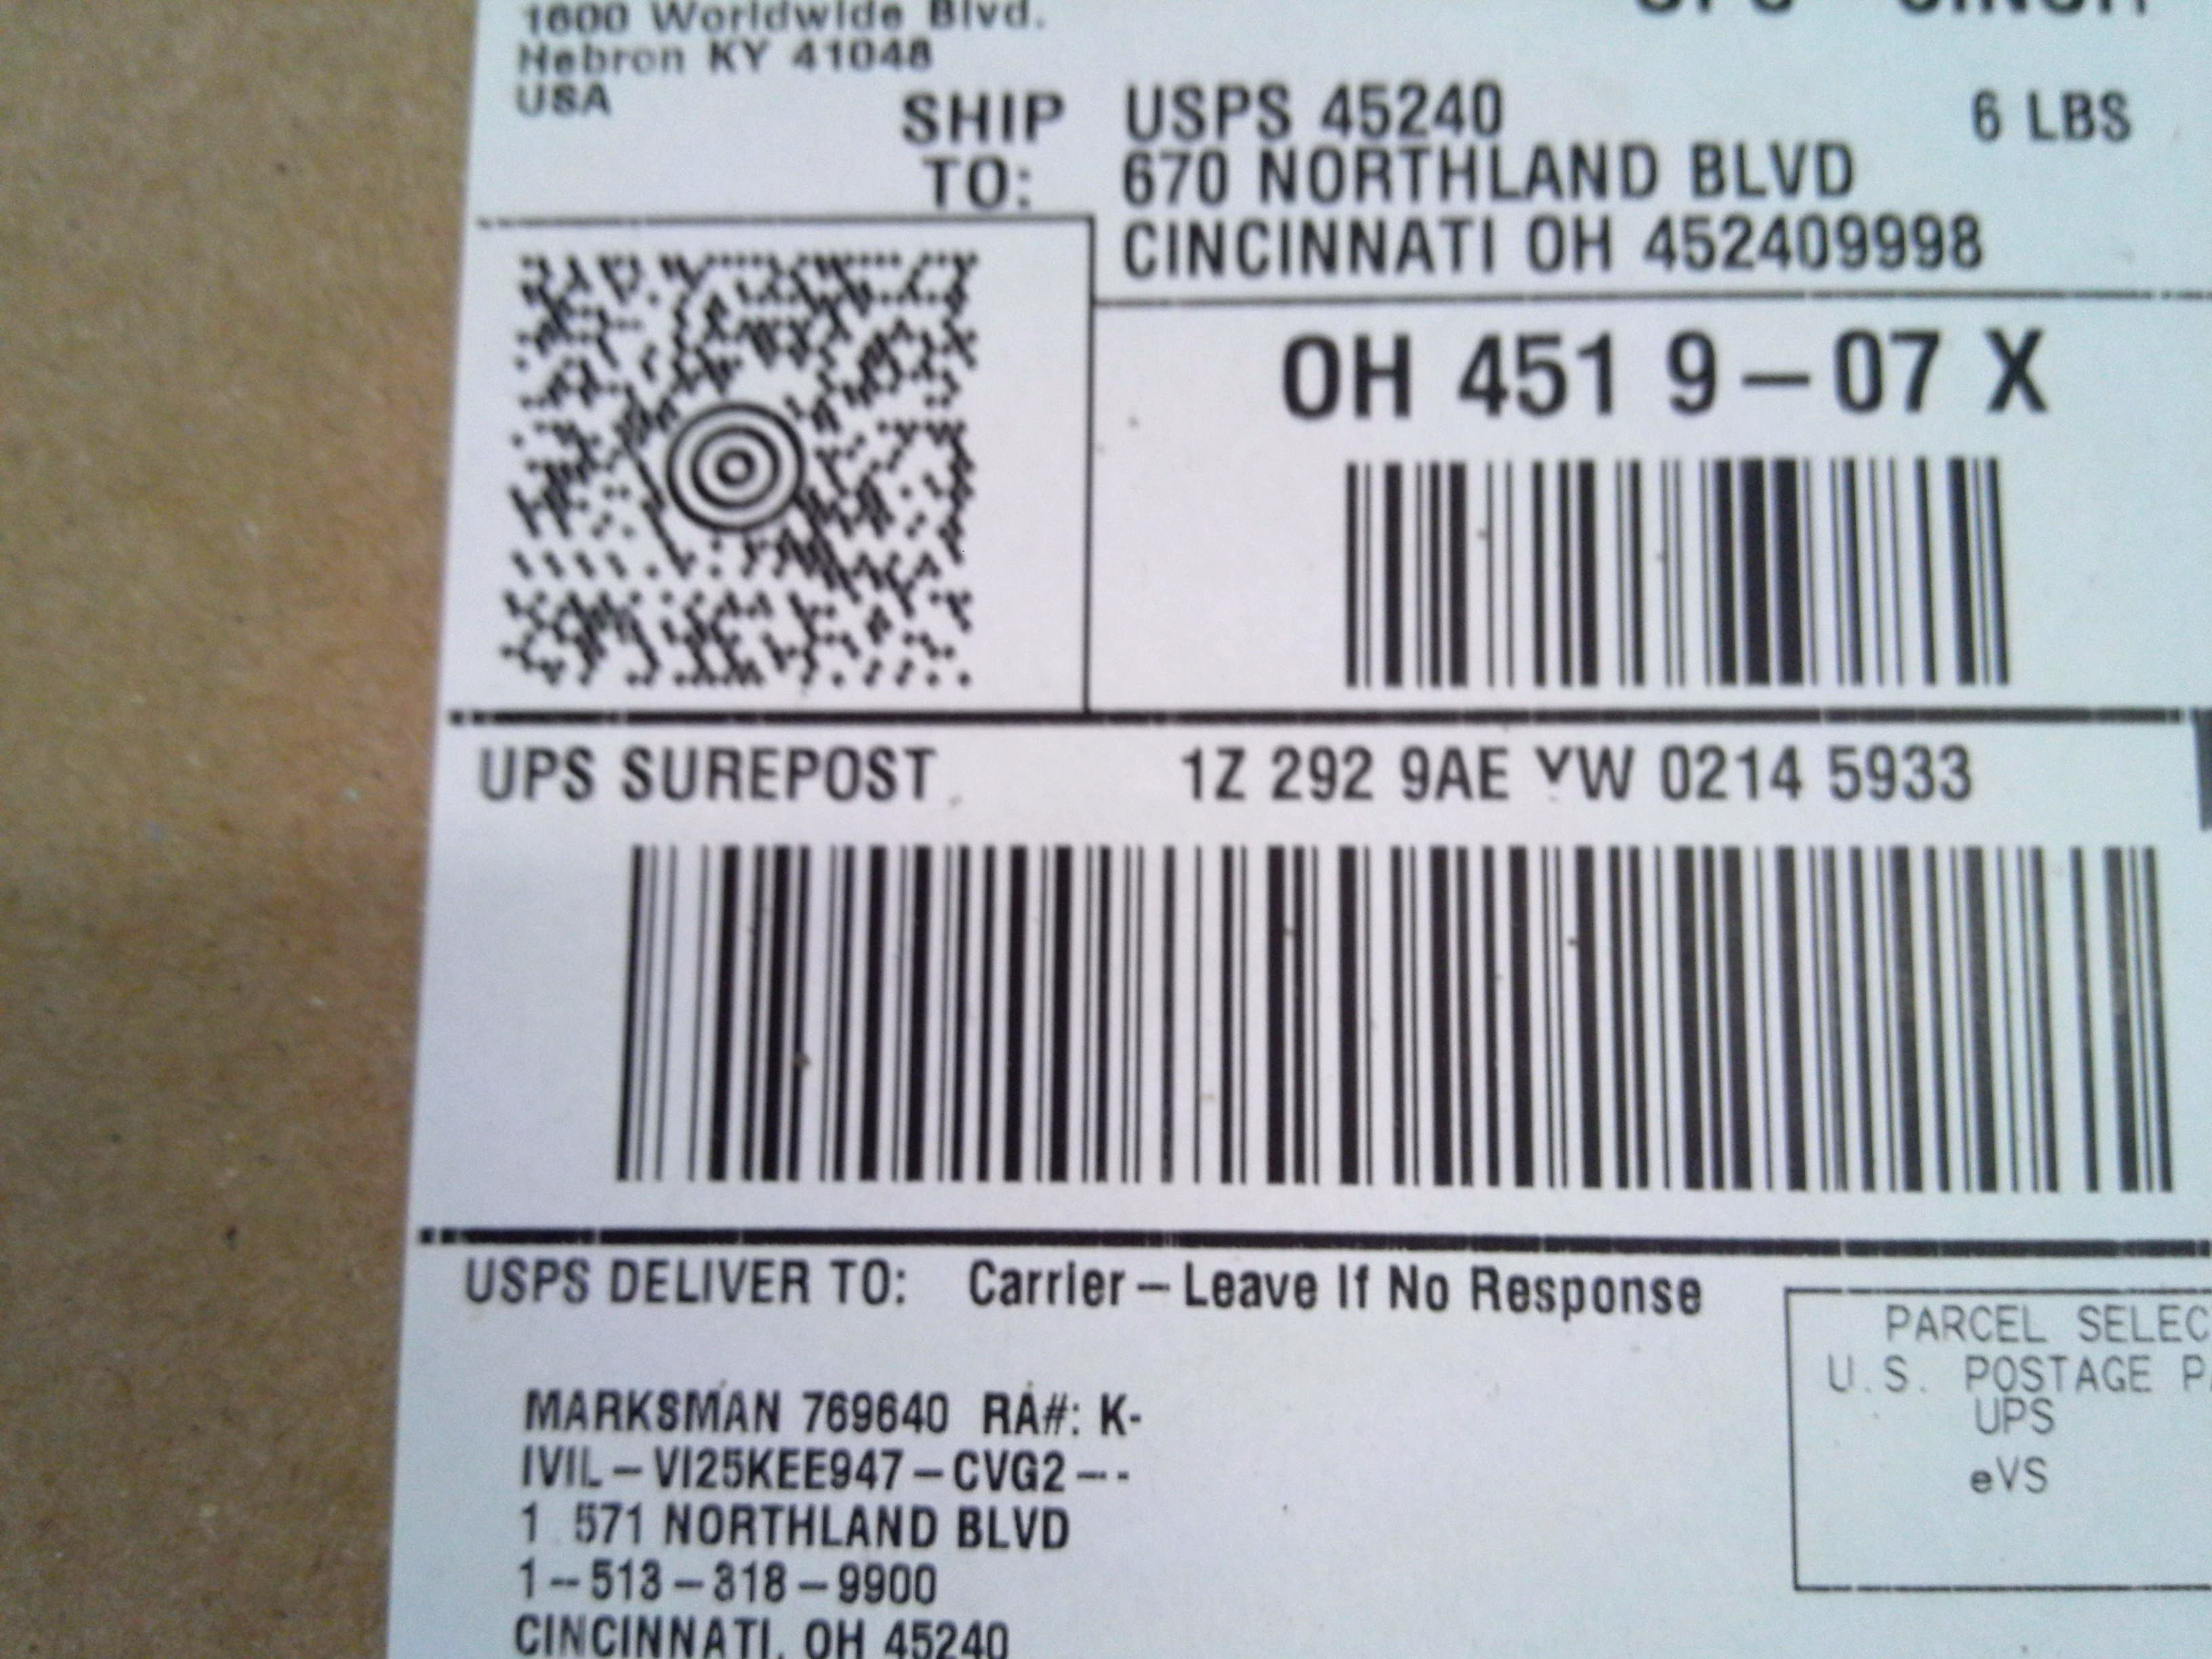 1600 Worldwide Blvd.
Hebron KY 41048
USA
SHIP TO:
USPS 45240
6 LBS
670 NORTHLAND BLVD
CINCINNATI OH 452409998
OH 451 9-07 X
UPS SUREPOST
1Z 292 9AE YW 0214 5933
USPS DELIVER TO: Carrier - Leave If No Response
PARCEL SELEC
U.S. POSTAGE PA
UPS
eVS
MARKSMAN 769640 RA#: K-
IVIL-VI25KEE947-CVG2--
1 571 NORTHLAND BLVD
1-513-318-9900
CINCINNATI, OH 45240